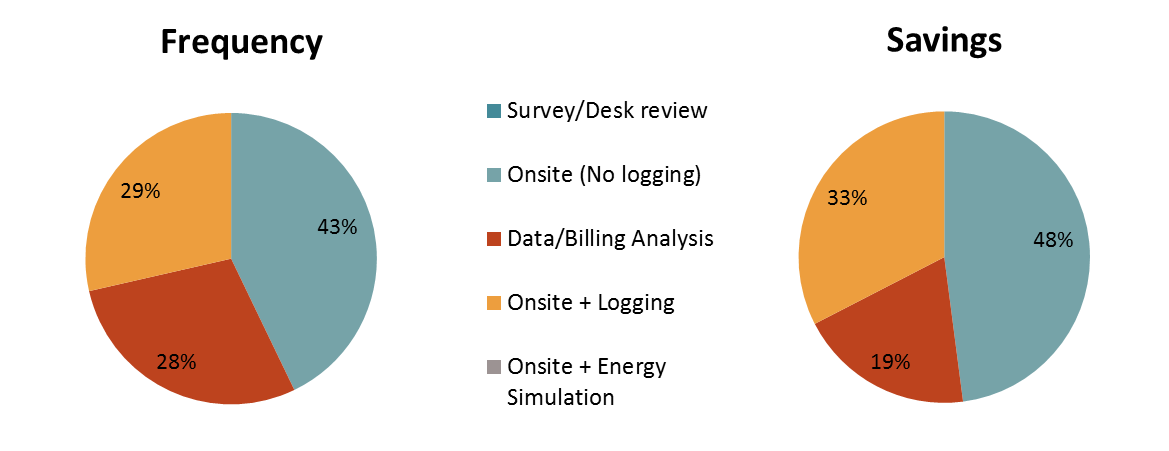 Frequency
29%
43%
28%
Survey/Desk review
Onsite (No logging)
Data/Billing Analysis
Onsite + Logging
Onsite + Energy
Simulation
Savings
33%
48%
19%